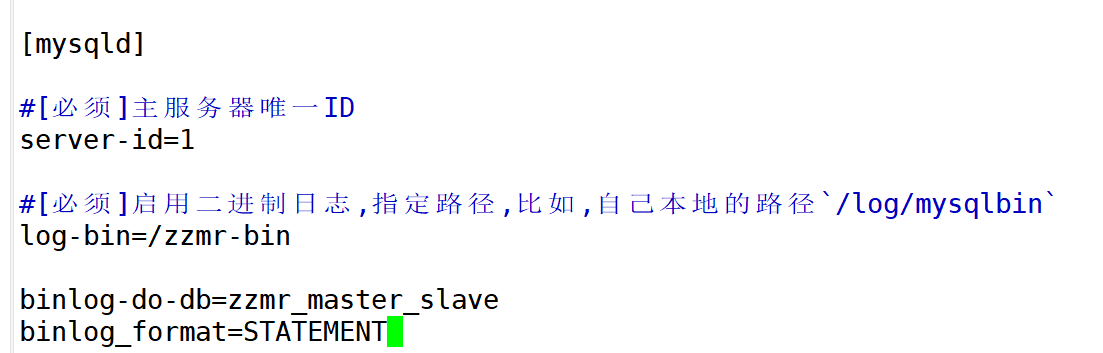 [mysqld]
#[必须]主服务器唯一ID
server-id=1
#[必须]启用二进制日志,指定路径,比如,自己本地的路径`/log/mysqlbin`
log-bin=/zzmr-bin
binlog-do-db=zzmr_master_slave
binlog_format=STATEMENT